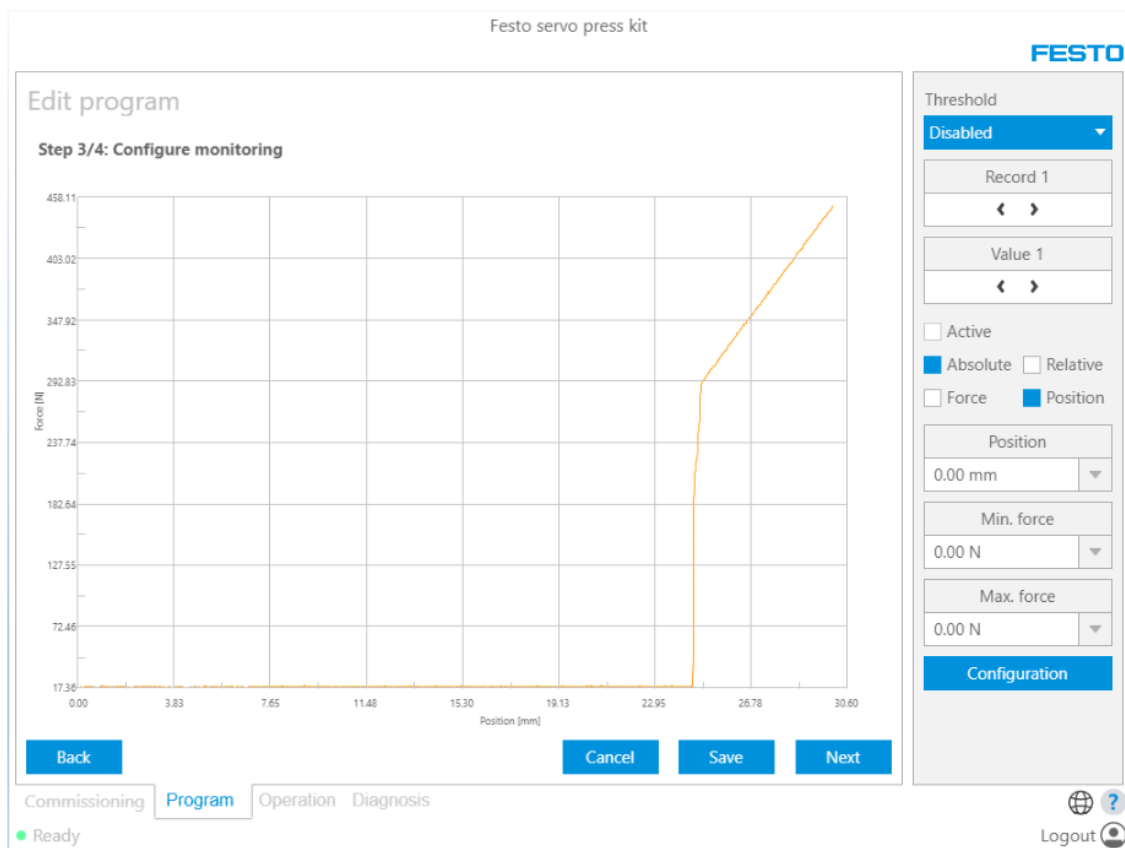 Festo servo press kit
FESTO
Edit program
Step 3/4: Configure monitoring
458.11
403.02
347.92
292.83
237.74
182.64
127.55
72.46
17.36
Force [N]
0.00 3.83 7.65 11.48 15.30 19.13 22.95 26.78 30.60
Position [mm]
Back Cancel Save Next
Threshold
Disabled
Record 1
‹ ›
Value 1
‹ ›
Active
Absolute Relative
Force Position
Position
0.00 mm
Min. force
0.00 N
Max. force
0.00 N
Configuration
Commissioning Program Operation Diagnosis
?
Ready
Logout